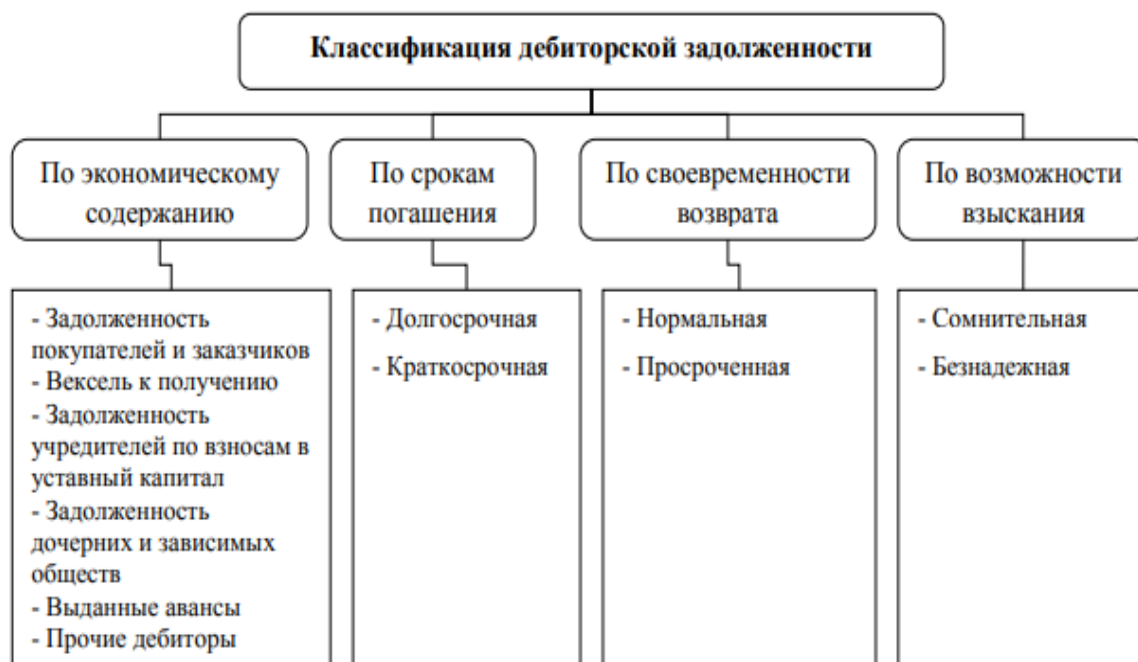 Классификация дебиторской задолженности
По экономическому
содержанию
По срокам
погашения
По своевременности
возврата
По возможности
взыскания
- Задолженность
покупателей и заказчиков
- Вексель к получению
- Задолженность
учредителей по взносам в
уставный капитал
- Задолженность
дочерних и зависимых
обществ
- Выданные авансы
- Прочие дебиторы
- Долгосрочная
- Краткосрочная
- Нормальная
- Просроченная
- Сомнительная
- Безнадежная